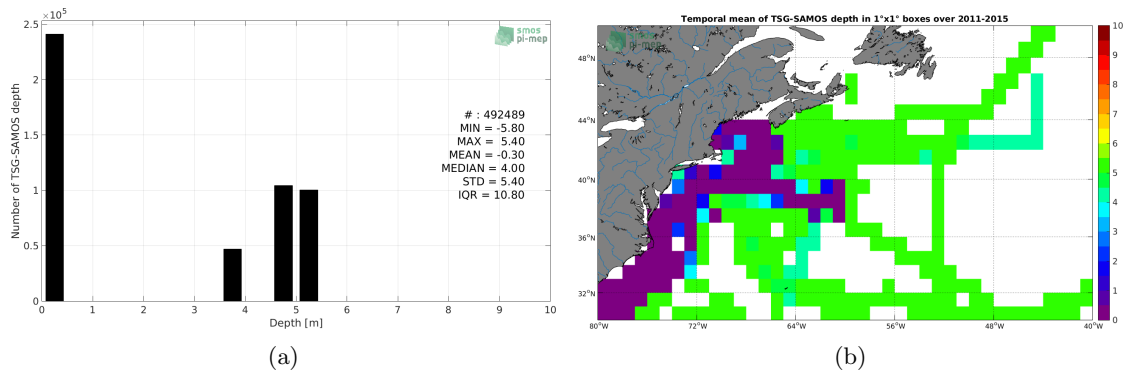 ×10⁵
2.5
2
1.5
1
0.5
0
Number of TSG-SAMOS depth
0 1 2 3 4 5 6 7 8 9 10
Depth [m]
smos
pi-mep
# : 492489
MIN = -5.80
MAX = 5.40
MEAN = -0.30
MEDIAN = 4.00
STD = 5.40
IQR = 10.80
(a)
Temporal mean of TSG-SAMOS depth in 1°x1° boxes over 2011-2015
smos
pi-mep
48°N
44°N
40°N
36°N
32°N
80°W 72°W 64°W 56°W 48°W 40°W
10
9
8
7
6
5
4
3
2
1
0
(b)